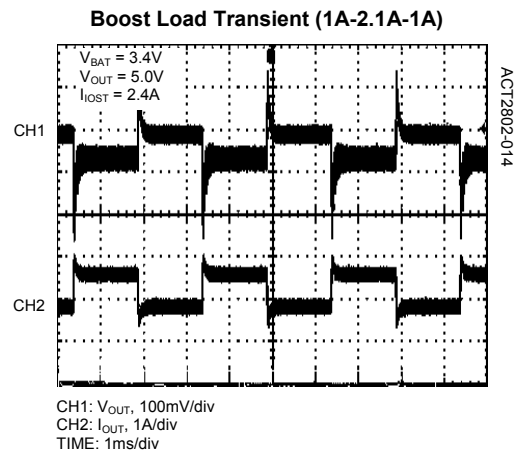 Boost Load Transient (1A-2.1A-1A)
VBAT = 3.4V
VOUT = 5.0V
IIOST = 2.4A
CH1
ACT2802-014
CH2
CH1: VOUT, 100mV/div
CH2: IOUT, 1A/div
TIME: 1ms/div